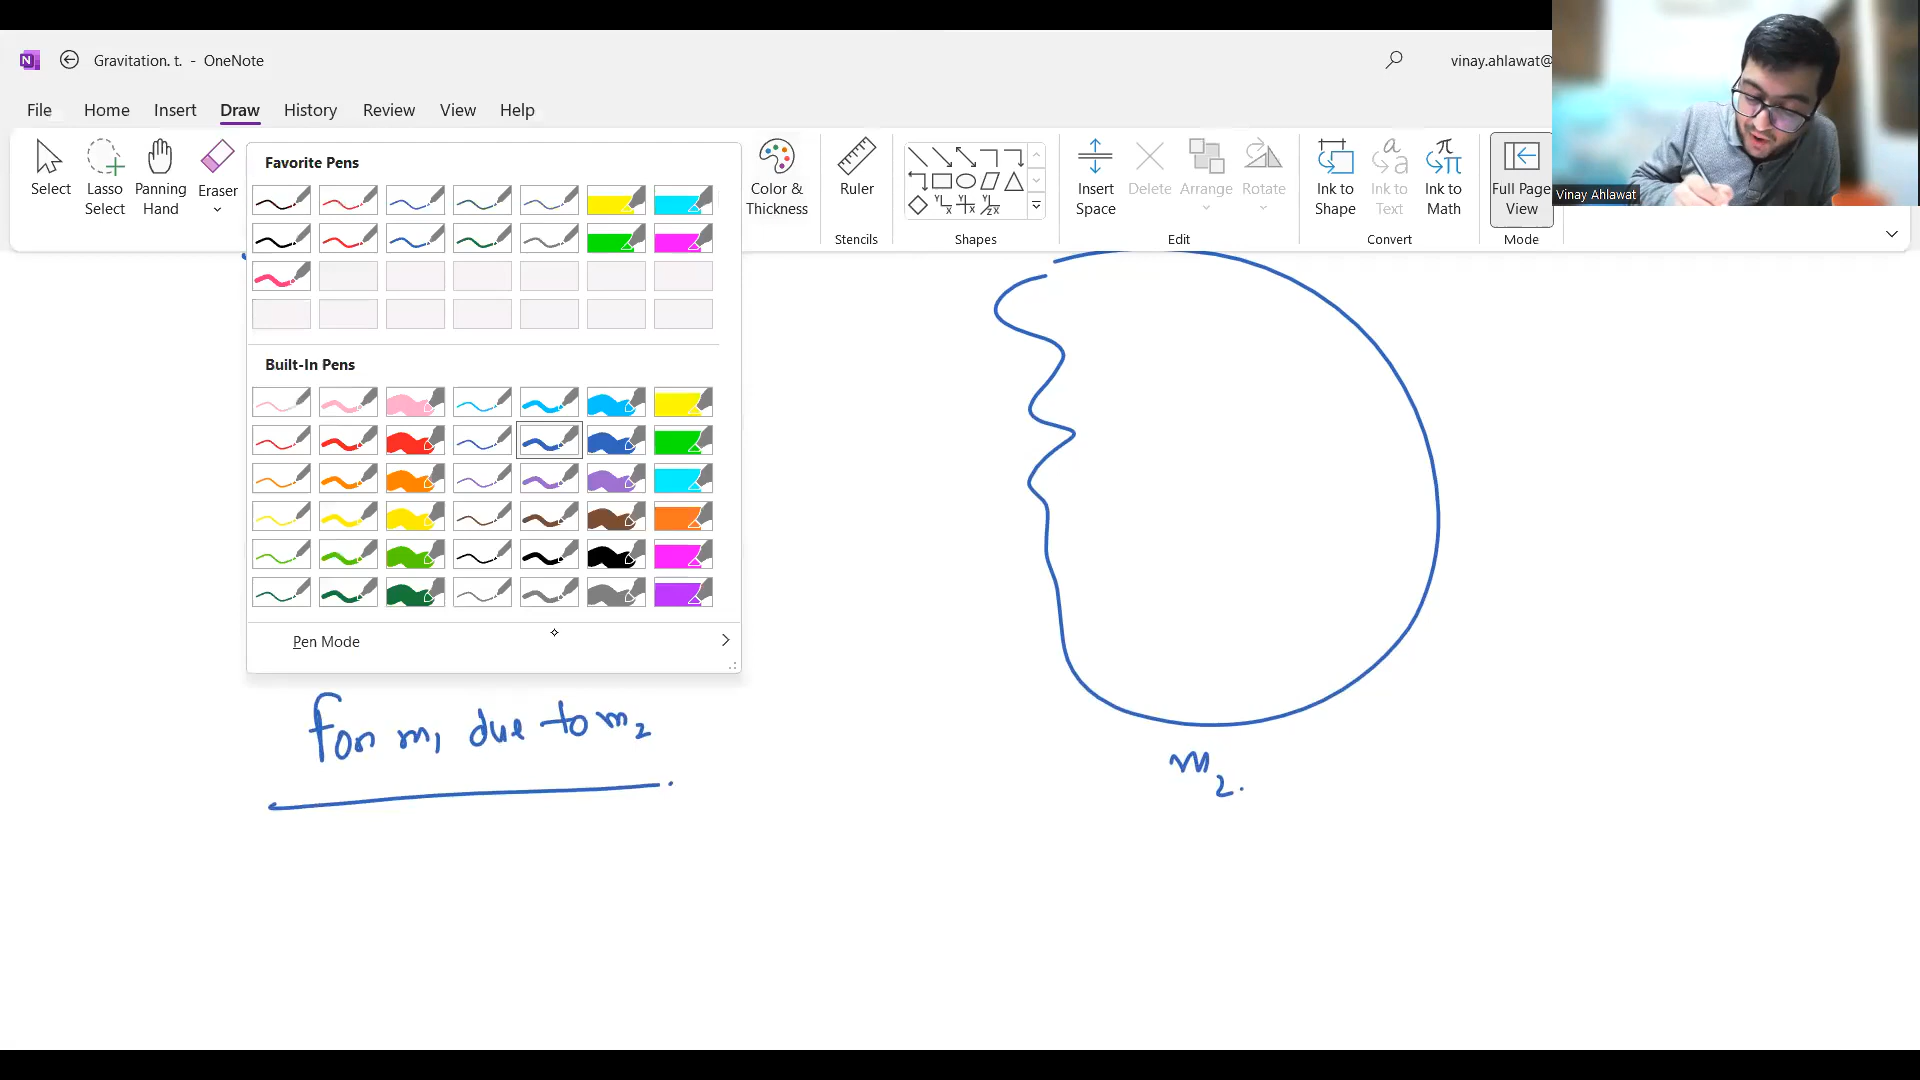 Gravitation. t. - OneNote
vinay.ahlawat@
File Home Insert Draw History Review View Help
Select
Lasso Select
Panning Hand
Eraser
Favorite Pens
Built-In Pens
Pen Mode
Color & Thickness
Ruler
Stencils
Shapes
Insert Space
Delete
Arrange
Rotate
Edit
Ink to Shape
Ink to Text
Ink to Math
Convert
Full Page View
Mode
Vinay Ahlawat
f on m1 due to m2
m2.